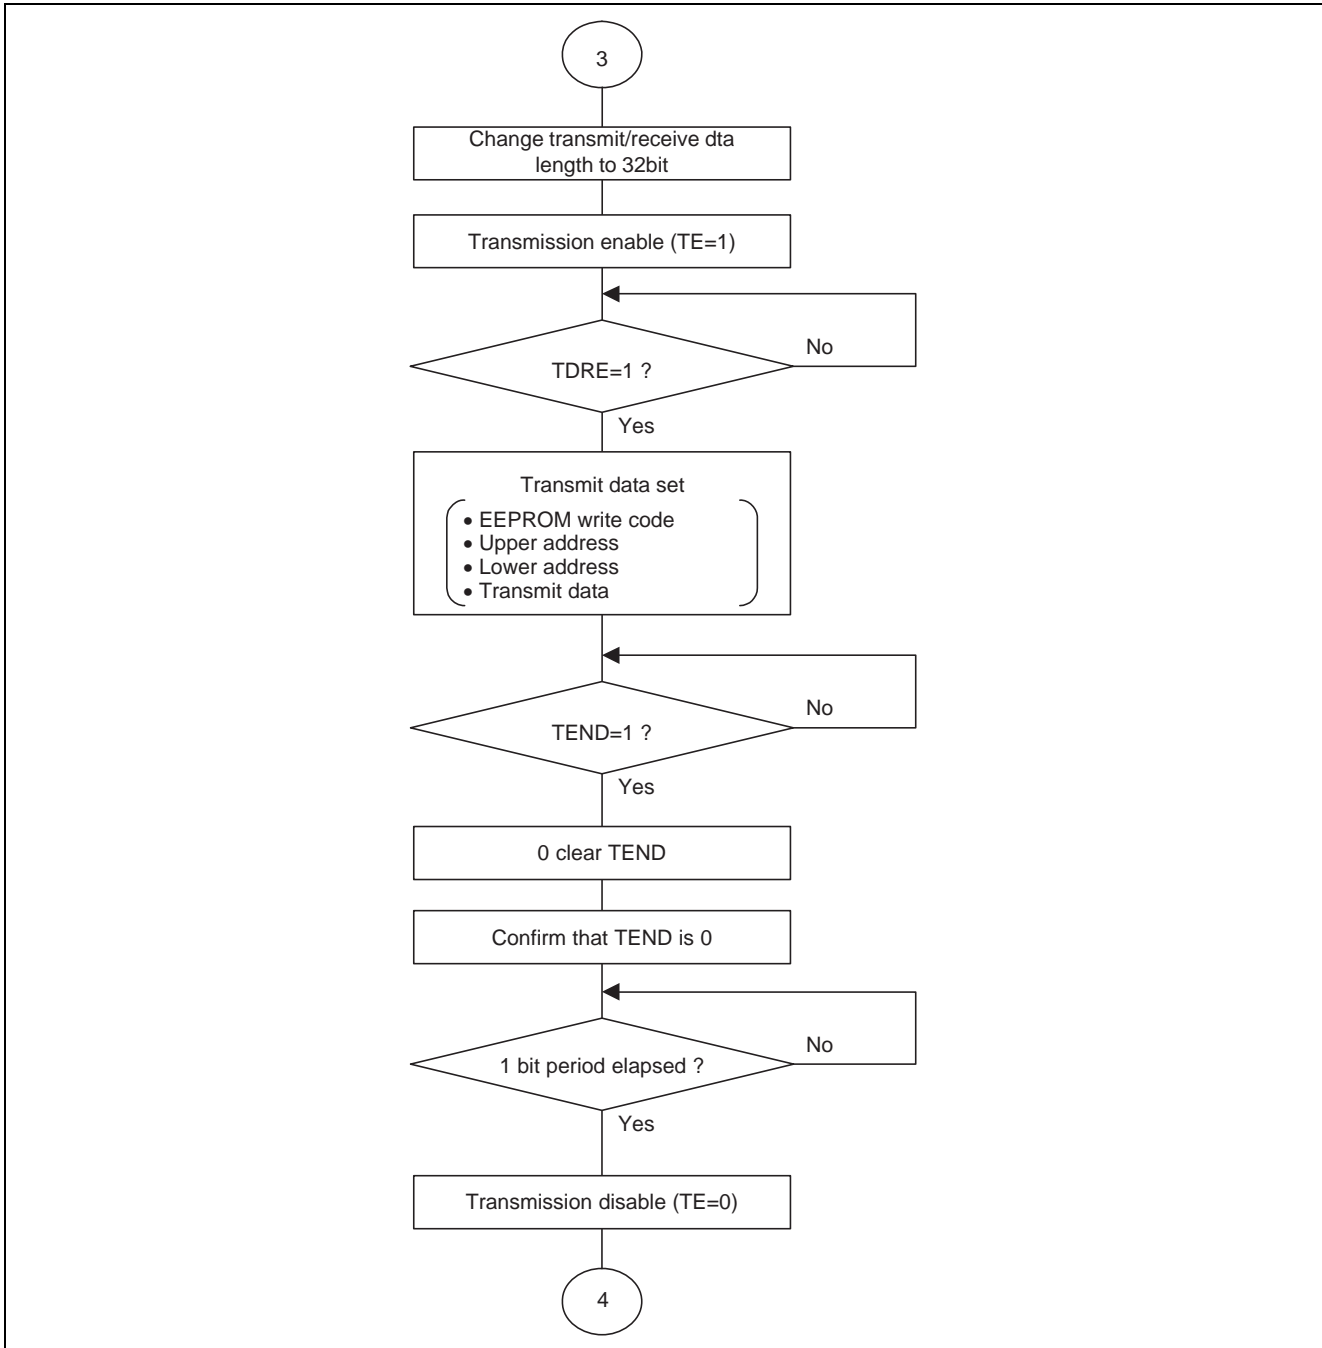 3
Change transmit/receive dta
length to 32bit
Transmission enable (TE=1)
No
TDRE=1 ?
Yes
Transmit data set
• EEPROM write code
• Upper address
• Lower address
• Transmit data
No
TEND=1 ?
Yes
0 clear TEND
Confirm that TEND is 0
No
1 bit period elapsed ?
Yes
Transmission disable (TE=0)
4